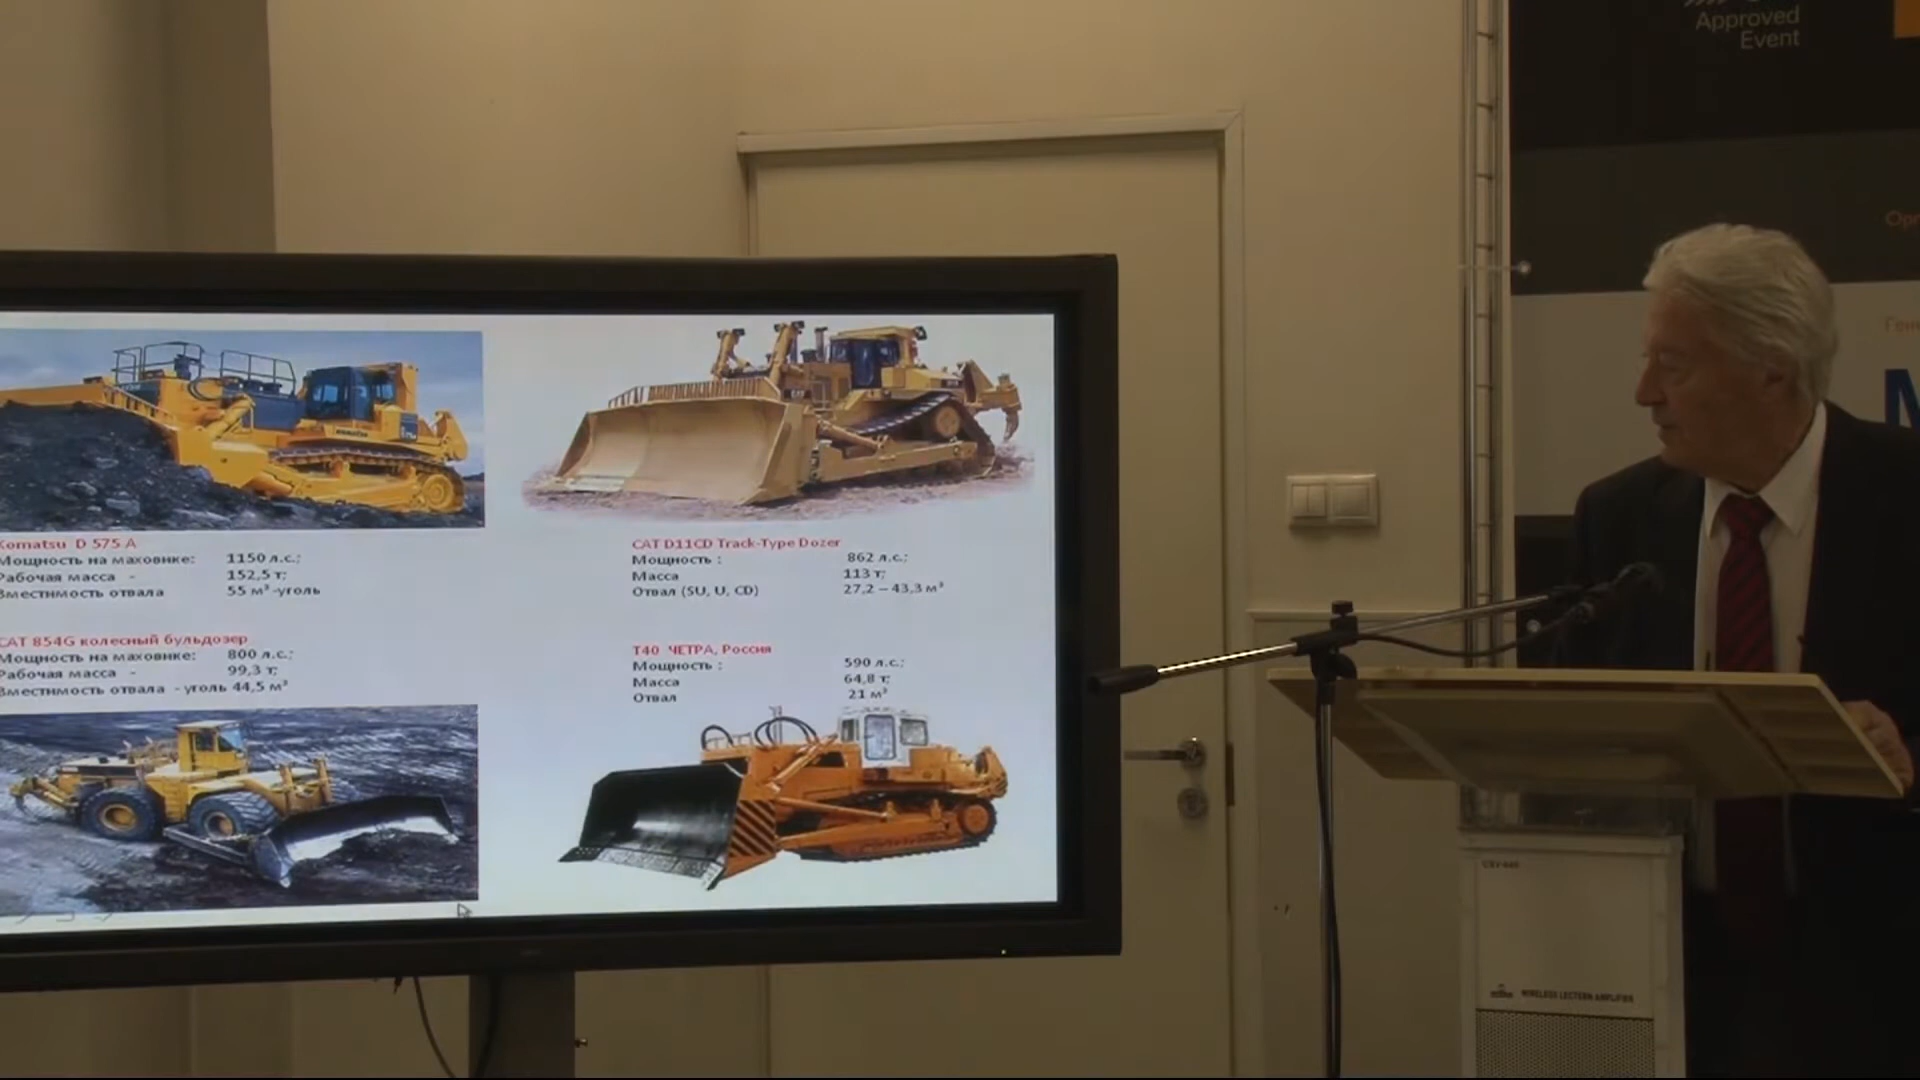 Approved
Event
Komatsu D 575 A
Мощность на маховике: 1150 л.с.;
Рабочая масса - 152,5 т;
Вместимость отвала 55 м³ -уголь
CAT D11CD Track-Type Dozer
Мощность : 862 л.с.;
Масса 113 т;
Отвал (SU, U, CD) 27,2 – 43,3 м³
CAT 854G колесный бульдозер
Мощность на маховике: 800 л.с.;
Рабочая масса - 99,3 т;
Вместимость отвала - уголь 44,5 м³
T40 ЧЕТРА, Россия
Мощность : 590 л.с.;
Масса 64,8 т;
Отвал 21 м³
WIRELESS LECTERN AMPLIFIER